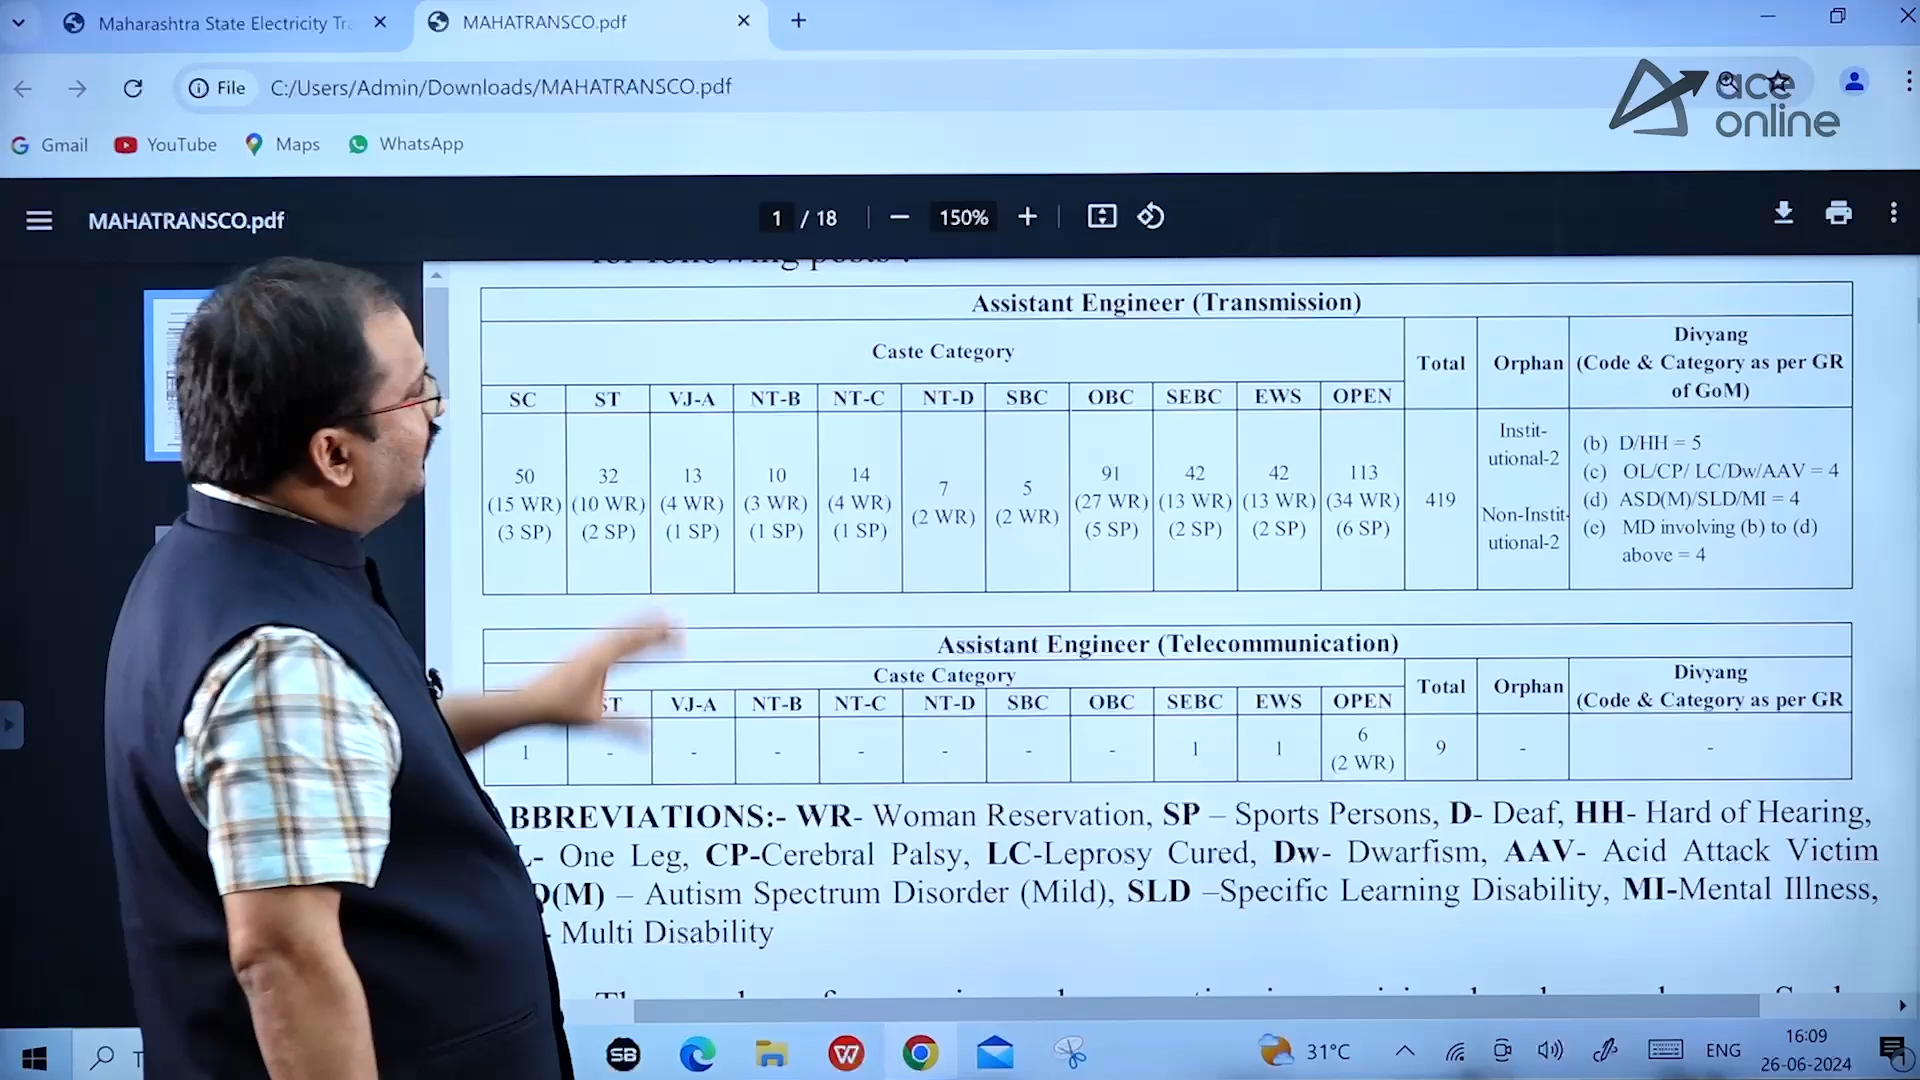 Maharashtra State Electricity Tra
MAHATRANSCO.pdf
File
C:/Users/Admin/Downloads/MAHATRANSCO.pdf
ace
online
Gmail
YouTube
Maps
WhatsApp
MAHATRANSCO.pdf
1 / 18
150%
for following posts :
Assistant Engineer (Transmission)
Caste Category
Total
Orphan
Divyang
(Code & Category as per GR
of GoM)
SC ST VJ-A NT-B NT-C NT-D SBC OBC SEBC EWS OPEN
50 32 13 10 14 7 5 91 42 42 113
(15 WR) (10 WR) (4 WR) (3 WR) (4 WR) (2 WR) (2 WR) (27 WR) (13 WR) (13 WR) (34 WR)
(3 SP) (2 SP) (1 SP) (1 SP) (1 SP) (5 SP) (2 SP) (2 SP) (6 SP)
419
Instit-
utional-2
Non-Instit-
utional-2
(b) D/HH = 5
(c) OL/CP/ LC/Dw/AAV = 4
(d) ASD(M)/SLD/MI = 4
(e) MD involving (b) to (d)
above = 4
Assistant Engineer (Telecommunication)
Caste Category
Total
Orphan
Divyang
(Code & Category as per GR
ST VJ-A NT-B NT-C NT-D SBC OBC SEBC EWS OPEN
1 - - - - - - - 1 1 6
(2 WR)
9 - -
BBREVIATIONS:- WR- Woman Reservation, SP – Sports Persons, D- Deaf, HH- Hard of Hearing,
L- One Leg, CP-Cerebral Palsy, LC-Leprosy Cured, Dw- Dwarfism, AAV- Acid Attack Victim
D(M) – Autism Spectrum Disorder (Mild), SLD –Specific Learning Disability, MI-Mental Illness,
- Multi Disability
T
SB
W
31°C
ENG
16:09
26-06-2024
1